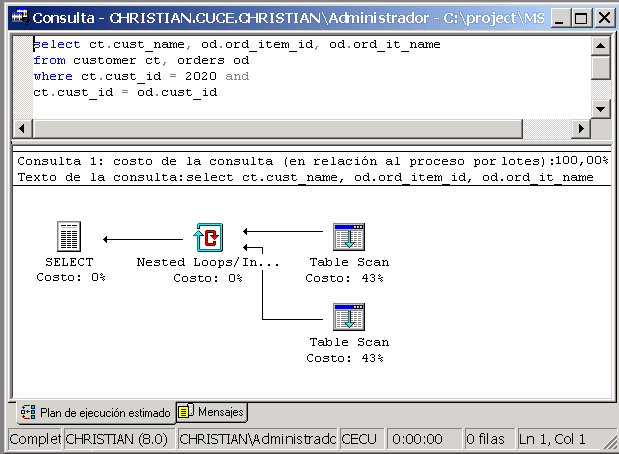 Consulta - CHRISTIAN.CUCE.CHRISTIAN\Administrador - C:\project\MS
select ct.cust_name, od.ord_item_id, od.ord_it_name
from customer ct, orders od
where ct.cust_id = 2020 and
ct.cust_id = od.cust_id
Consulta 1: costo de la consulta (en relación al proceso por lotes):100,00%
Texto de la consulta:select ct.cust_name, od.ord_item_id, od.ord_it_name
SELECT
Costo: 0%
Nested Loops/In...
Costo: 0%
Table Scan
Costo: 43%
Table Scan
Costo: 43%
Plan de ejecución estimado
Mensajes
Complet
CHRISTIAN (8.0)
CHRISTIAN\Administradc
CECU
0:00:00
0 filas
Ln 1, Col 1